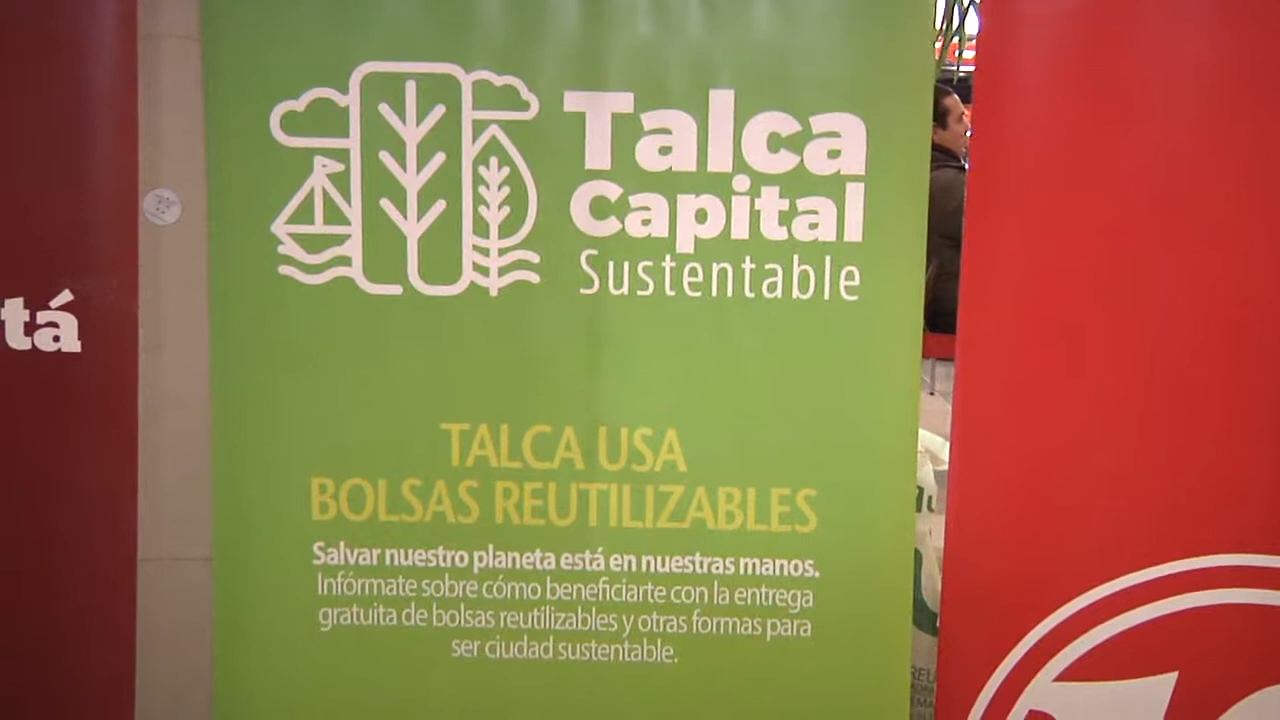 tá
Talca
Capital
Sustentable
TALCA USA
BOLSAS REUTILIZABLES
Salvar nuestro planeta está en nuestras manos.
Infórmate sobre cómo beneficiarte con la entrega
gratuita de bolsas reutilizables y otras formas para
ser ciudad sustentable.